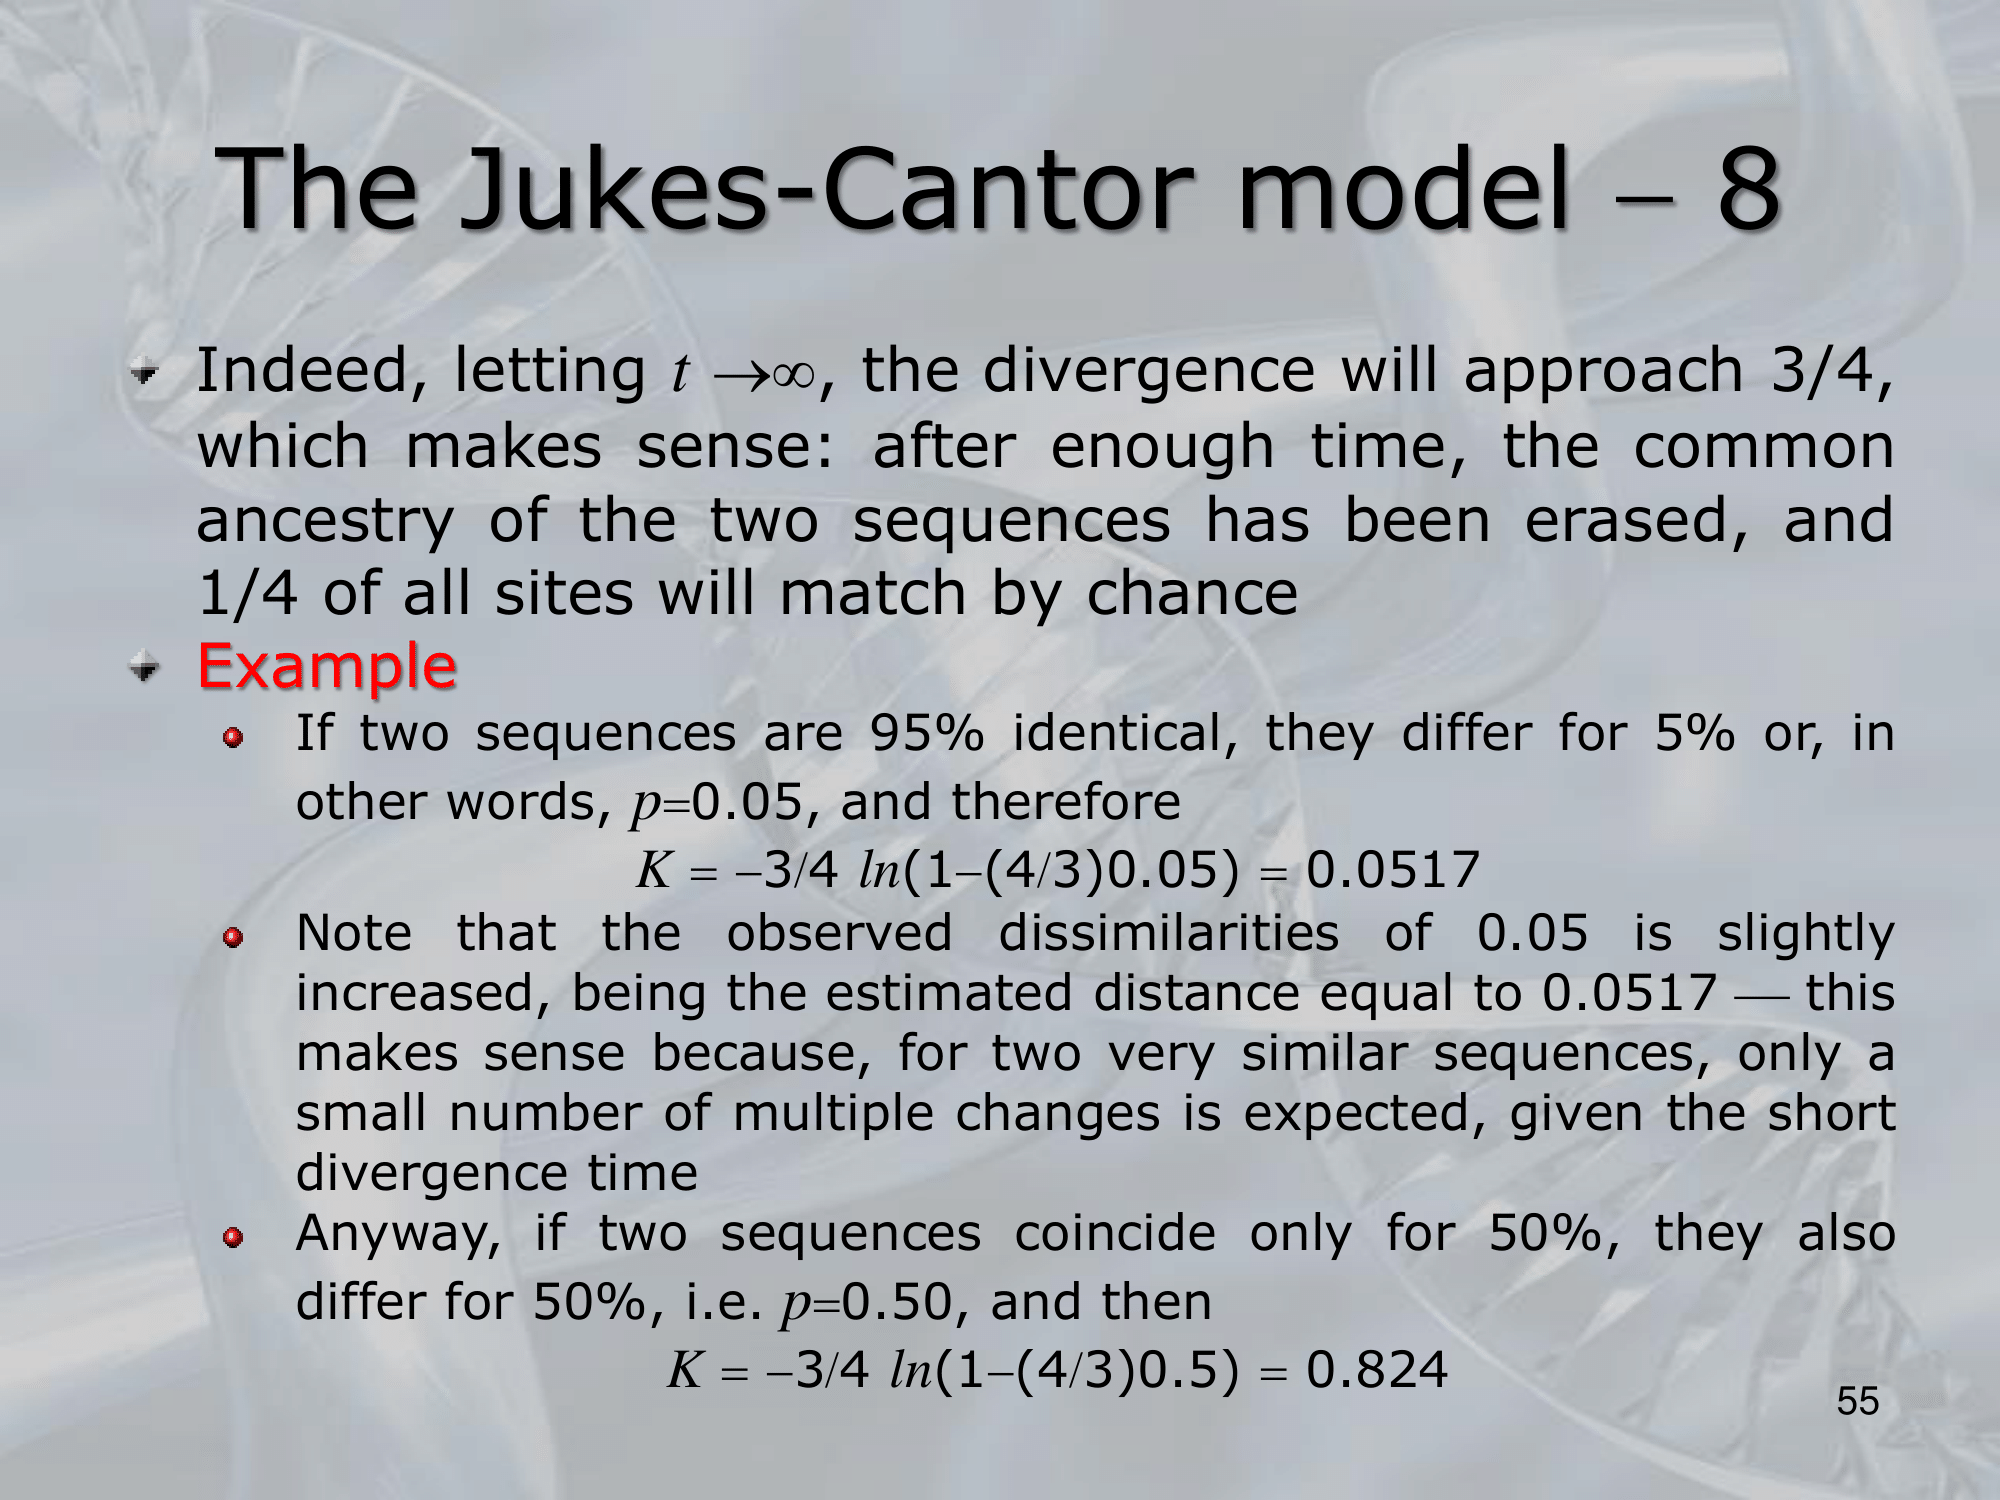 The Jukes-Cantor model – 8
Indeed, letting t →∞, the divergence will approach 3/4,
which makes sense: after enough time, the common
ancestry of the two sequences has been erased, and
1/4 of all sites will match by chance
Example
If two sequences are 95% identical, they differ for 5% or, in
other words, p=0.05, and therefore
K = –3/4 ln(1–(4/3)0.05) = 0.0517
Note that the observed dissimilarities of 0.05 is slightly
increased, being the estimated distance equal to 0.0517 — this
makes sense because, for two very similar sequences, only a
small number of multiple changes is expected, given the short
divergence time
Anyway, if two sequences coincide only for 50%, they also
differ for 50%, i.e. p=0.50, and then
K = –3/4 ln(1–(4/3)0.5) = 0.824
55